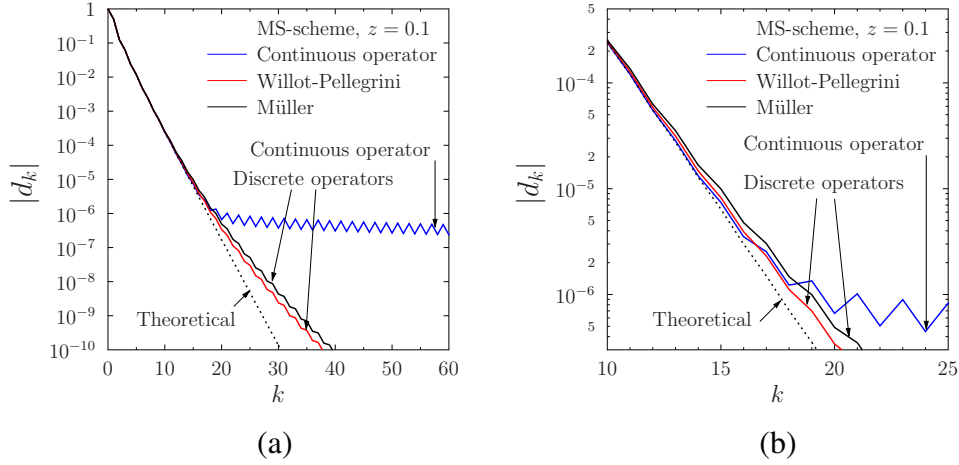 MS-scheme, z = 0.1
Continuous operator
Willot-Pellegrini
Müller
Continuous operator
Discrete operators
Theoretical
1
10⁻¹
10⁻²
10⁻³
10⁻⁴
10⁻⁵
10⁻⁶
10⁻⁷
10⁻⁸
10⁻⁹
10⁻¹⁰
|dₖ|
0 10 20 30 40 50 60
k
(a)
MS-scheme, z = 0.1
Continuous operator
Willot-Pellegrini
Müller
Continuous operator
Discrete operators
Theoretical
5
2
10⁻⁴
5
2
10⁻⁵
5
2
10⁻⁶
5
|dₖ|
10 15 20 25
k
(b)